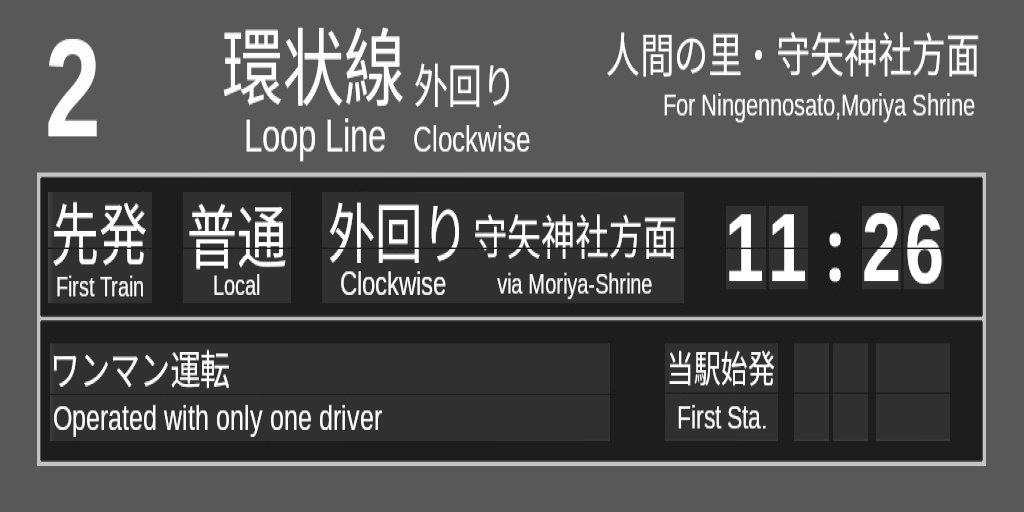 2
環状線 外回り
Loop Line Clockwise
人間の里・守矢神社方面
For Ningennosato,Moriya Shrine
先発 普通 外回り 守矢神社方面 11:26
First Train Local Clockwise via Moriya-Shrine
ワンマン運転 当駅始発
Operated with only one driver First Sta.